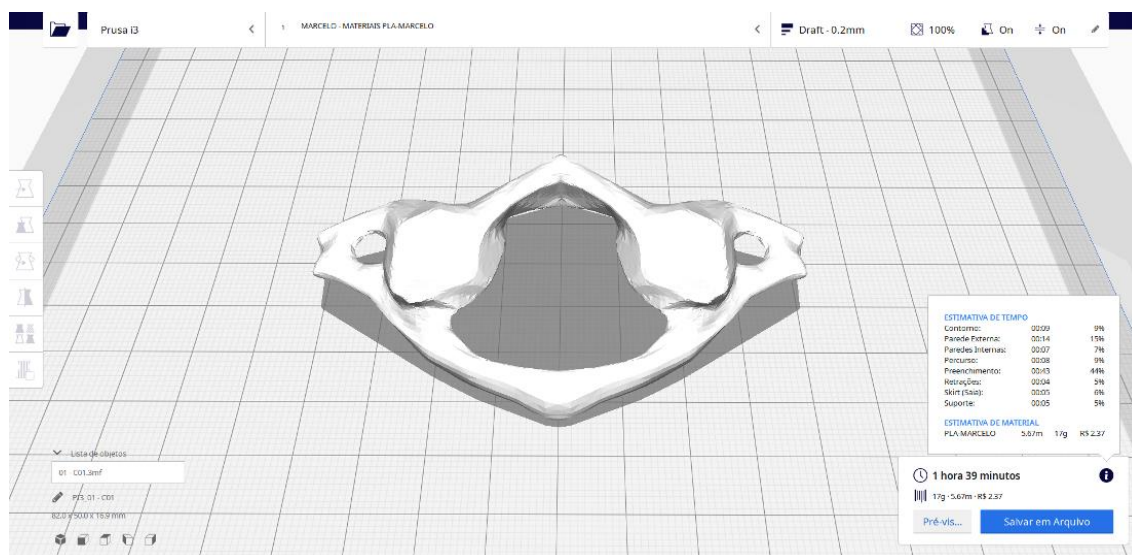 Prusa i3
1 MARCELO - MATERIAIS PLA-MARCELO
Draft - 0.2mm
100%
On
On
ESTIMATIVA DE TEMPO
Contorno: 00:09 9%
Parede Externa: 00:14 15%
Paredes Internas: 00:07 7%
Percurso: 00:08 9%
Preenchimento: 00:43 44%
Retrações: 00:04 5%
Skirt (Saia): 00:05 6%
Suporte: 00:05 5%
ESTIMATIVA DE MATERIAL
PLA-MARCELO 5.67m 17g R$ 2.37
Lista de objetos
01 - C01.3mf
PI3_01 - C01
82.0 x 50.0 x 16.9 mm
1 hora 39 minutos
17g · 5.67m · R$ 2.37
Pré-vis...
Salvar em Arquivo